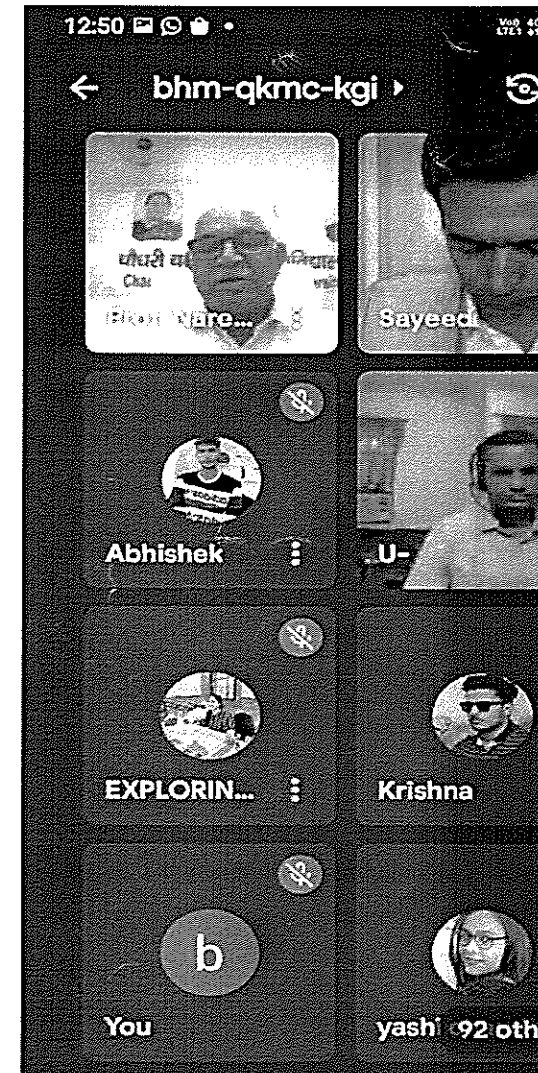 12:50
bhm-qkmc-kgi
चौधरी
Sayeed
Abhishek
U-
EXPLORIN...
Krishna
b
You
yashi 92 oth